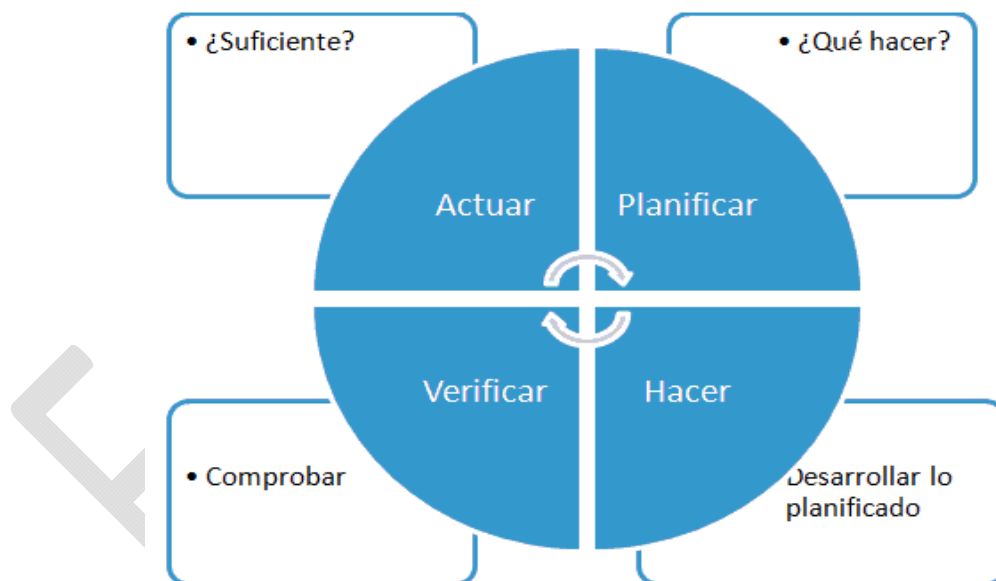 • ¿Suficiente?
• ¿Qué hacer?
Actuar
Planificar
Verificar
Hacer
• Comprobar
Desarrollar lo
planificado